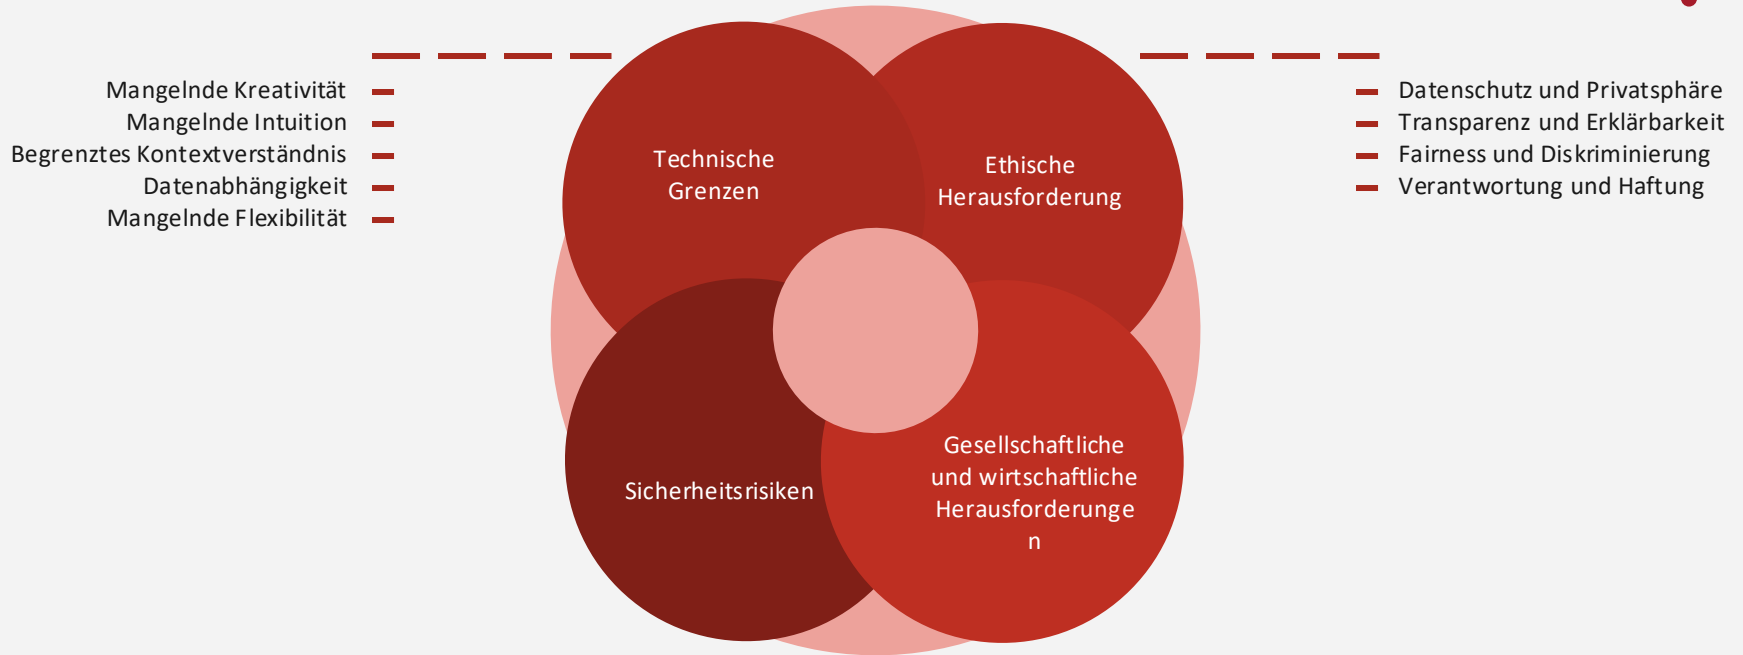 Mangelnde Kreativität
Mangelnde Intuition
Begrenztes Kontextverständnis
Datenabhängigkeit
Mangelnde Flexibilität
Technische
Grenzen
Ethische
Herausforderung
Datenschutz und Privatsphäre
Transparenz und Erklärbarkeit
Fairness und Diskriminierung
Verantwortung und Haftung
Sicherheitsrisiken
Gesellschaftliche
und wirtschaftliche
Herausforderunge
n